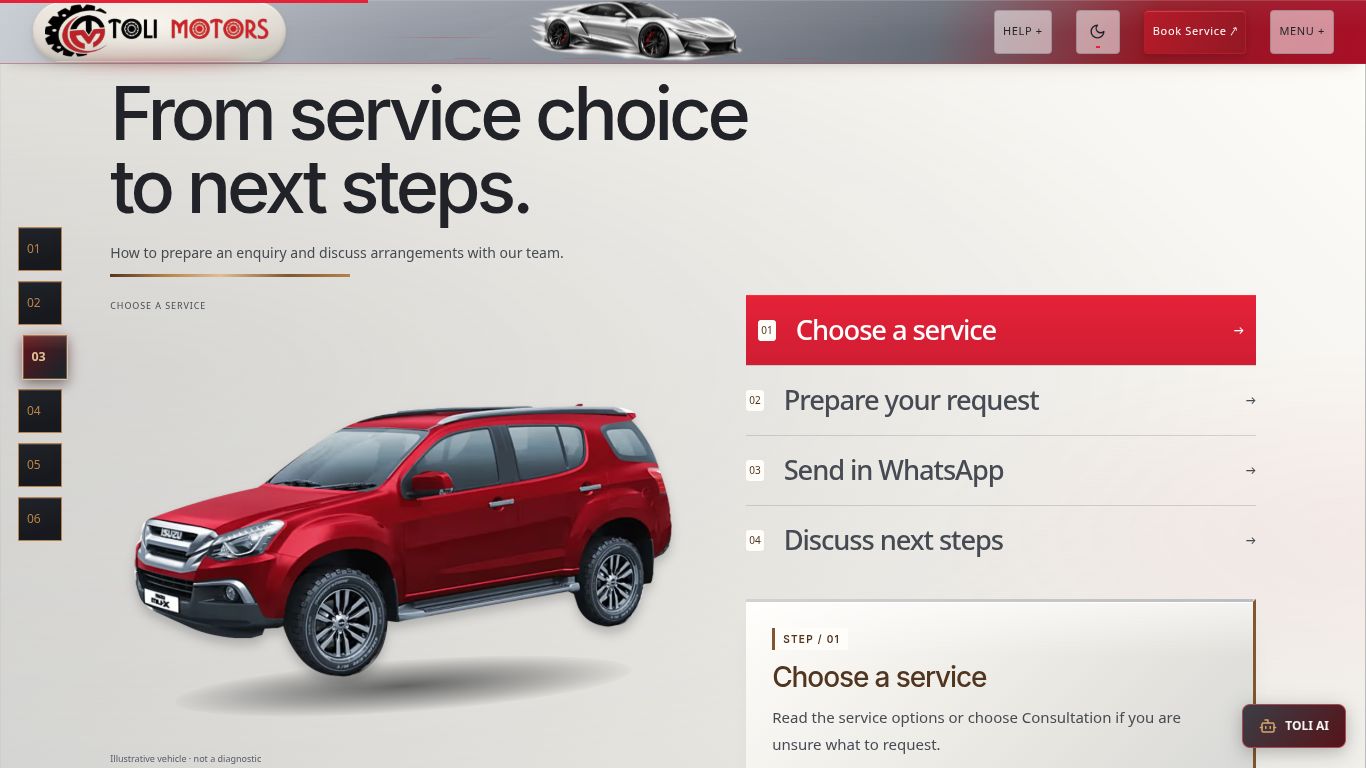 TOLI MOTORS
HELP +
Book Service ↗
MENU +
From service choice
to next steps.
How to prepare an enquiry and discuss arrangements with our team.
CHOOSE A SERVICE
01
02
03
04
05
06
ISUZU
MU-X
Illustrative vehicle · not a diagnostic
01 Choose a service →
02 Prepare your request →
03 Send in WhatsApp →
04 Discuss next steps →
STEP / 01
Choose a service
Read the service options or choose Consultation if you are
unsure what to request.
TOLI AI